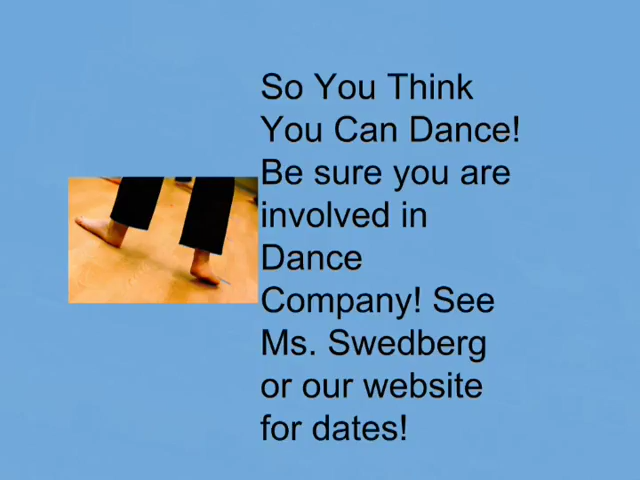 So You Think
You Can Dance!
Be sure you are
involved in
Dance
Company! See
Ms. Swedberg
or our website
for dates!